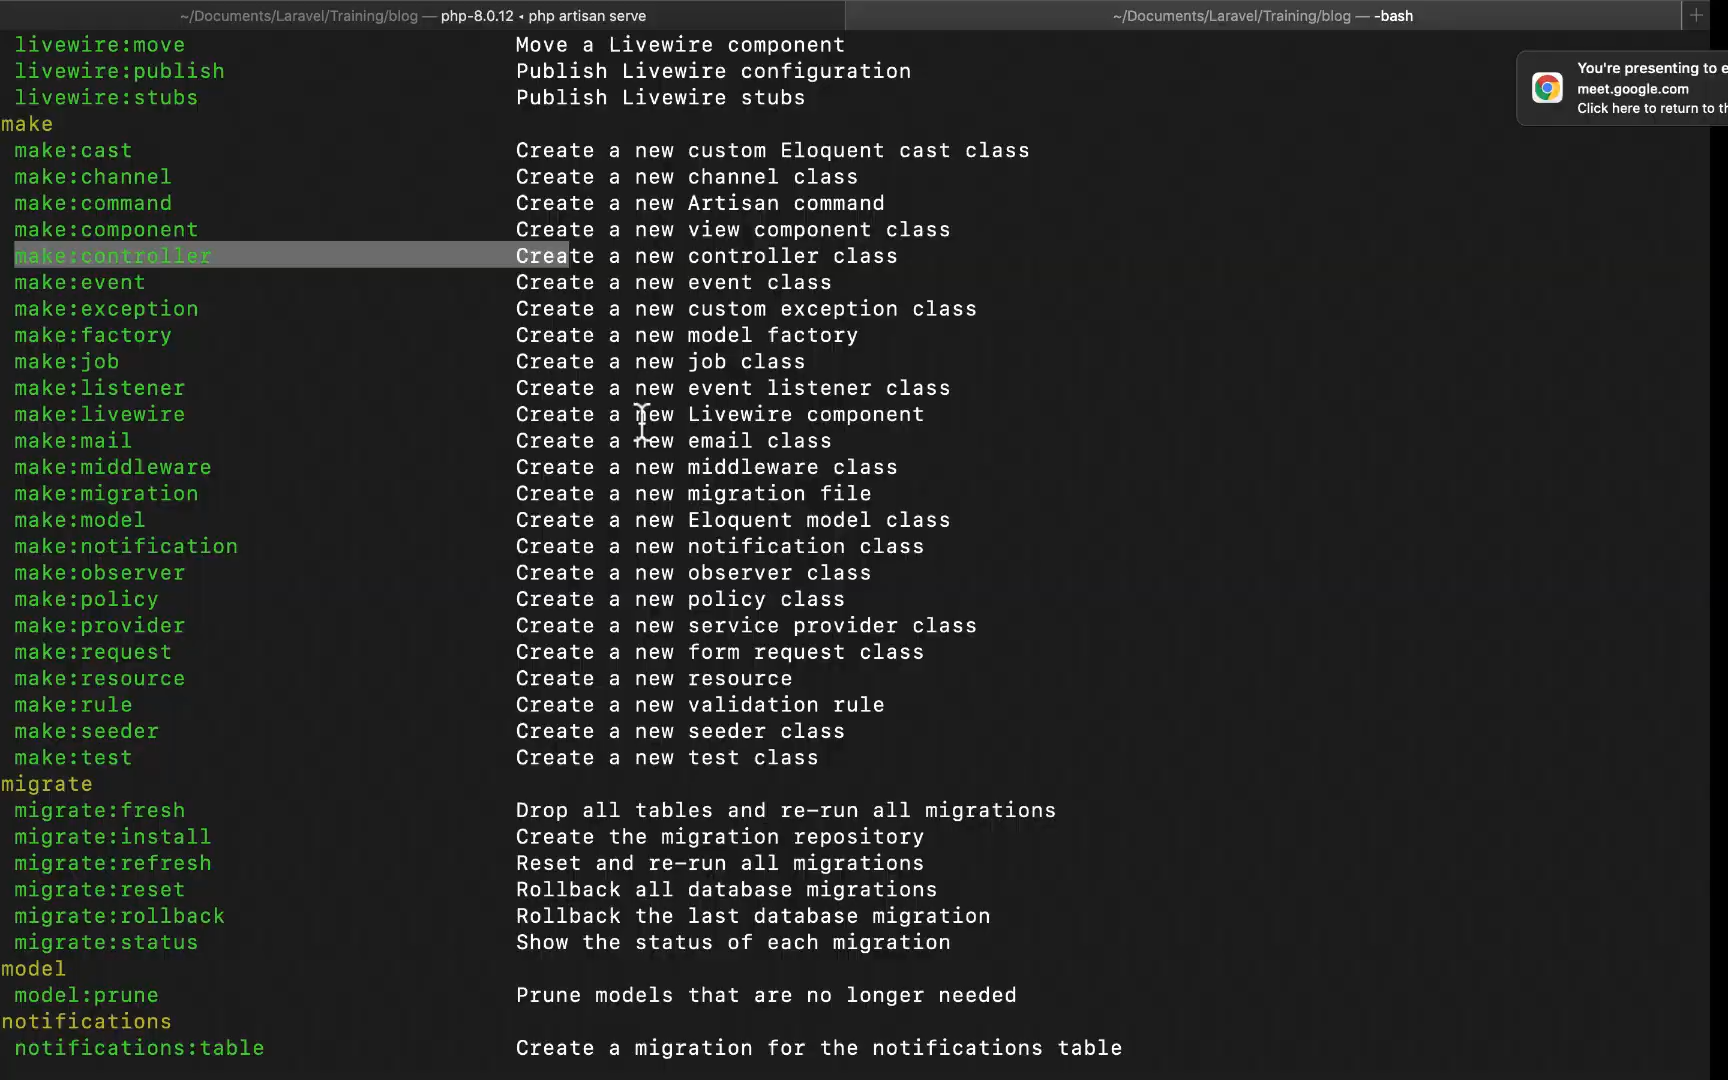 ~/Documents/Laravel/Training/blog — php-8.0.12 ◂ php artisan serve
~/Documents/Laravel/Training/blog — -bash
livewire:move Move a Livewire component
livewire:publish Publish Livewire configuration
livewire:stubs Publish Livewire stubs
make
make:cast Create a new custom Eloquent cast class
make:channel Create a new channel class
make:command Create a new Artisan command
make:component Create a new view component class
make:controller Create a new controller class
make:event Create a new event class
make:exception Create a new custom exception class
make:factory Create a new model factory
make:job Create a new job class
make:listener Create a new event listener class
make:livewire Create a new Livewire component
make:mail Create a new email class
make:middleware Create a new middleware class
make:migration Create a new migration file
make:model Create a new Eloquent model class
make:notification Create a new notification class
make:observer Create a new observer class
make:policy Create a new policy class
make:provider Create a new service provider class
make:request Create a new form request class
make:resource Create a new resource
make:rule Create a new validation rule
make:seeder Create a new seeder class
make:test Create a new test class
migrate
migrate:fresh Drop all tables and re-run all migrations
migrate:install Create the migration repository
migrate:refresh Reset and re-run all migrations
migrate:reset Rollback all database migrations
migrate:rollback Rollback the last database migration
migrate:status Show the status of each migration
model
model:prune Prune models that are no longer needed
notifications
notifications:table Create a migration for the notifications table
You're presenting to
meet.google.com
Click here to return to